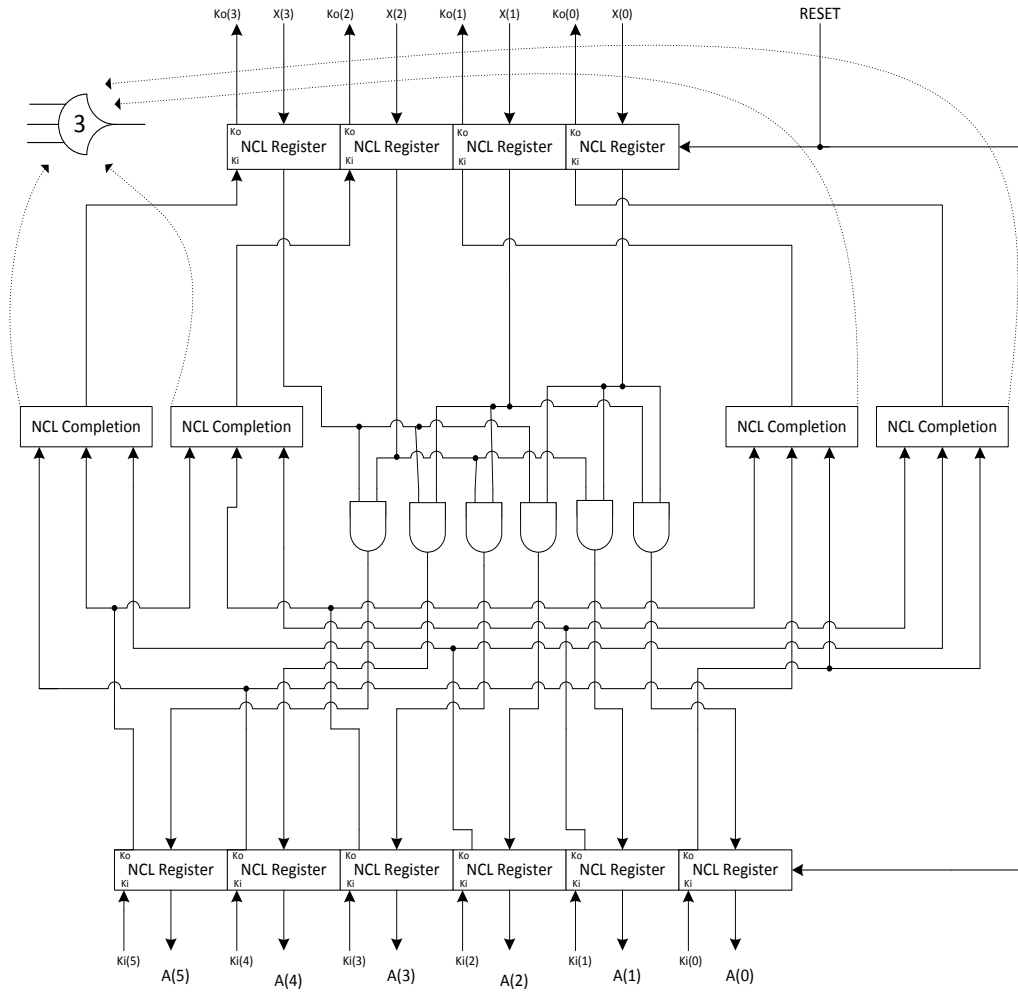 Ko(3) X(3) Ko(2) X(2) Ko(1) X(1) Ko(0) X(0) RESET
3
Ko Ko Ko Ko
NCL Register NCL Register NCL Register NCL Register
Ki Ki Ki Ki
NCL Completion NCL Completion NCL Completion NCL Completion
Ko Ko Ko Ko Ko Ko
NCL Register NCL Register NCL Register NCL Register NCL Register NCL Register
Ki Ki Ki Ki Ki Ki
Ki(5) A(5) Ki(4) A(4) Ki(3) A(3) Ki(2) A(2) Ki(1) A(1) Ki(0) A(0)